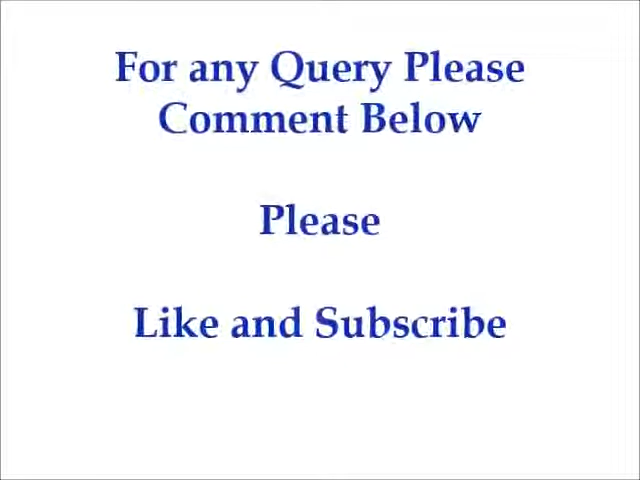 For any Query Please
Comment Below
Please
Like and Subscribe